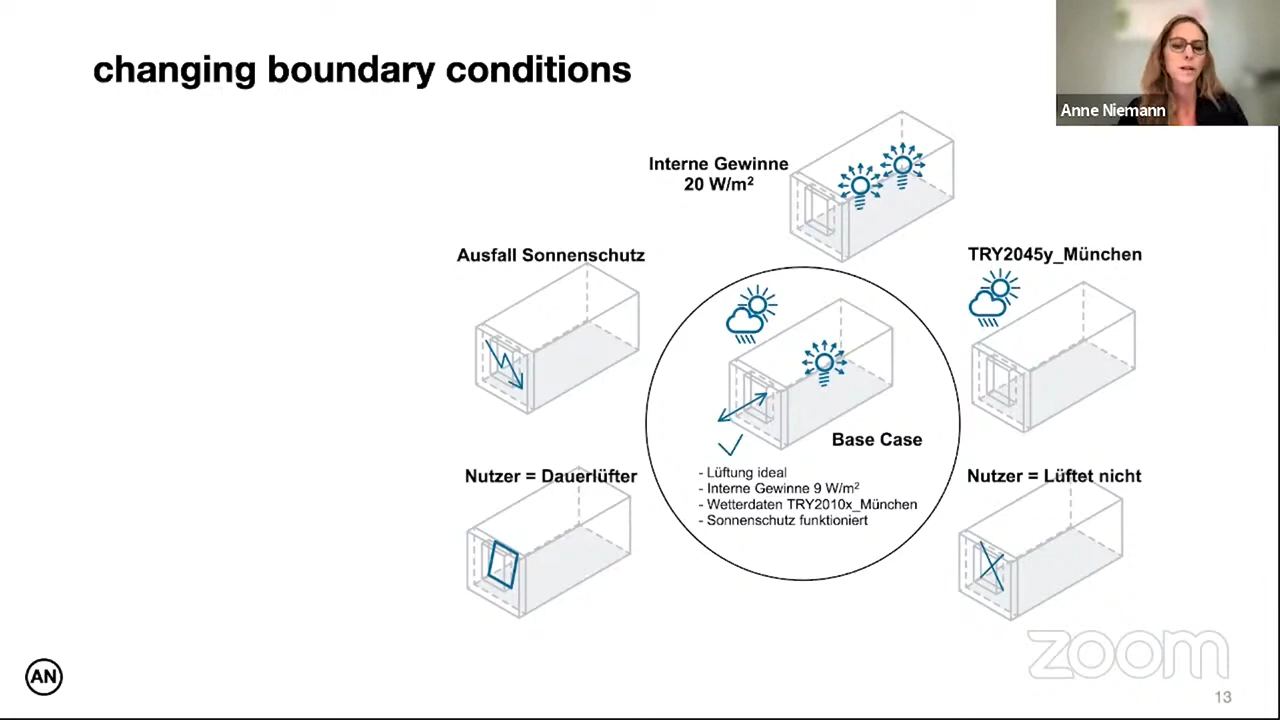 changing boundary conditions
Anne Niemann
Interne Gewinne
20 W/m²
Ausfall Sonnenschutz
TRY2045y_München
Base Case
- Lüftung ideal
- Interne Gewinne 9 W/m²
- Wetterdaten TRY2010x_München
- Sonnenschutz funktioniert
Nutzer = Dauerlüfter
Nutzer = Lüftet nicht
zoom
AN
13